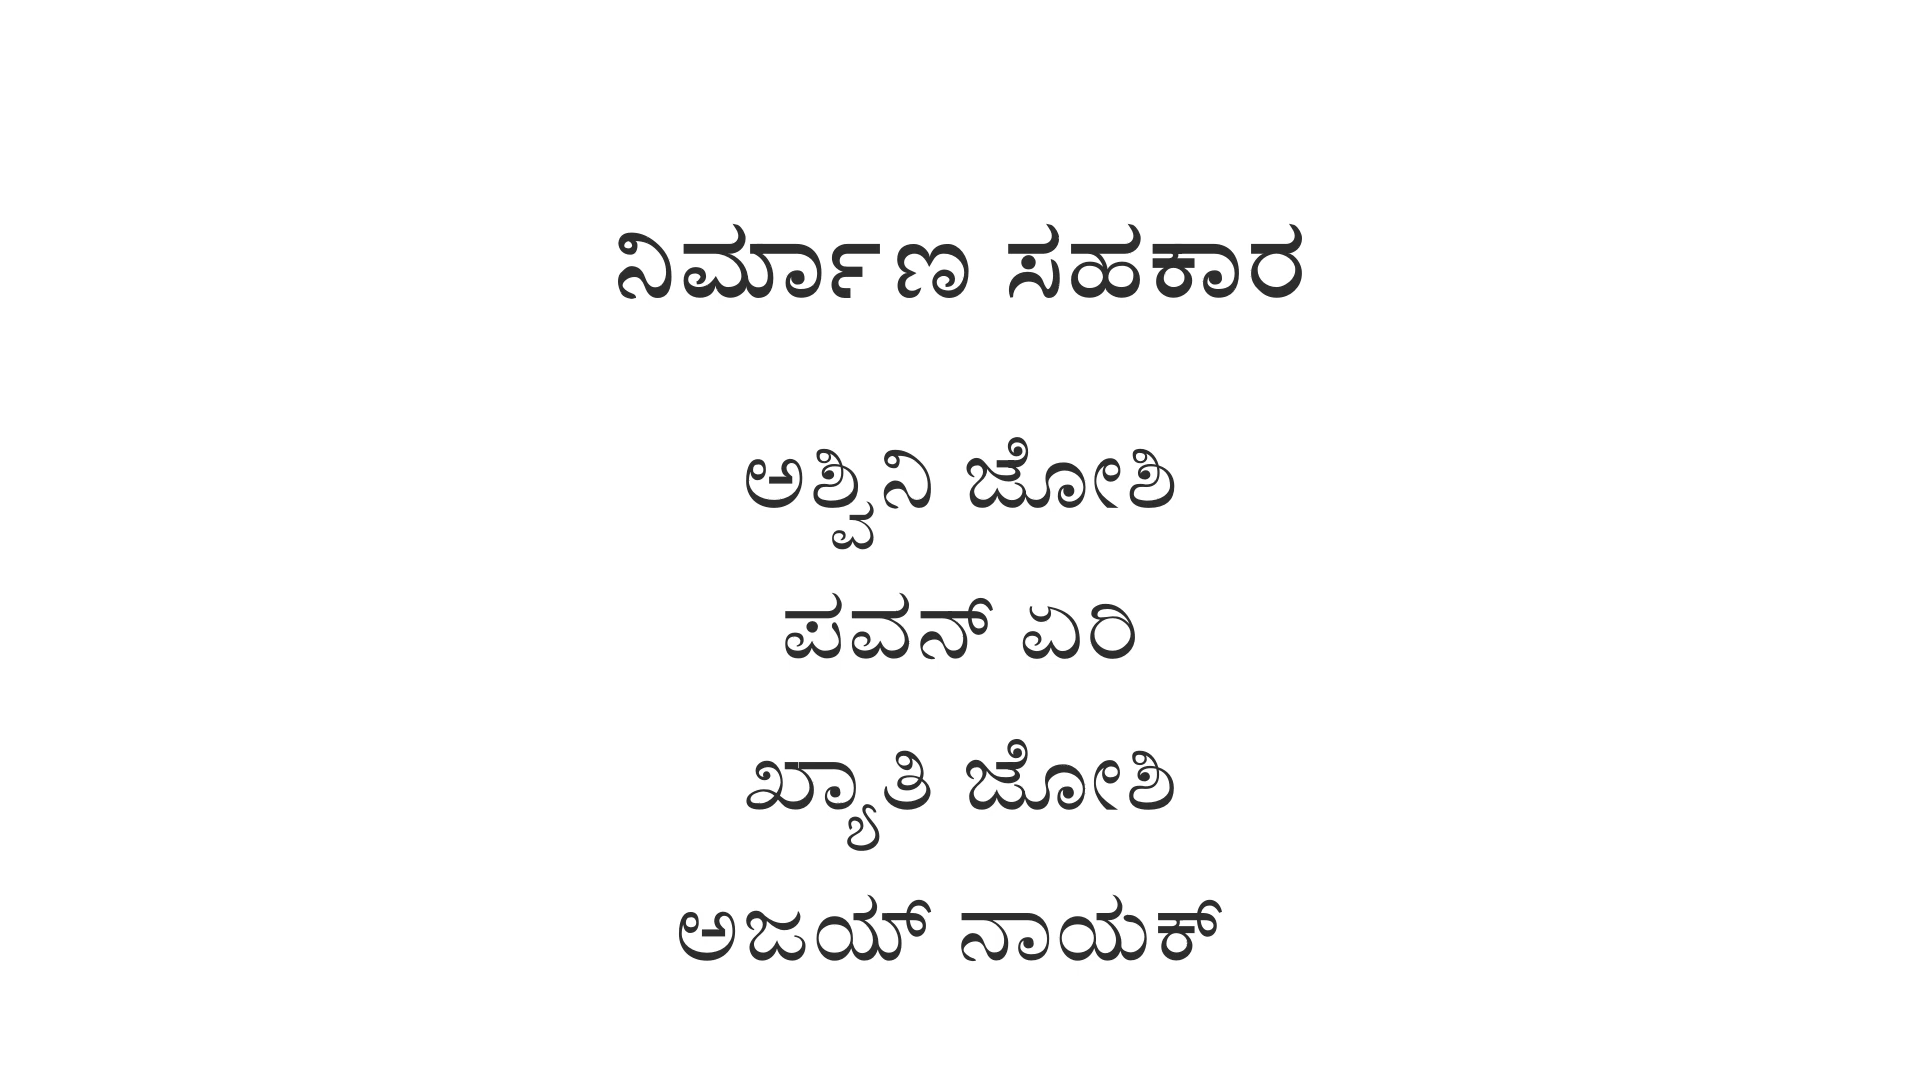 ನಿರ್ಮಾಣ ಸಹಕಾರ
ಅಶ್ವಿನಿ ಜೋಶಿ
ಪವನ್ ಏರಿ
ಖ್ಯಾತಿ ಜೋಶಿ
ಅಜಯ್ ನಾಯಕ್